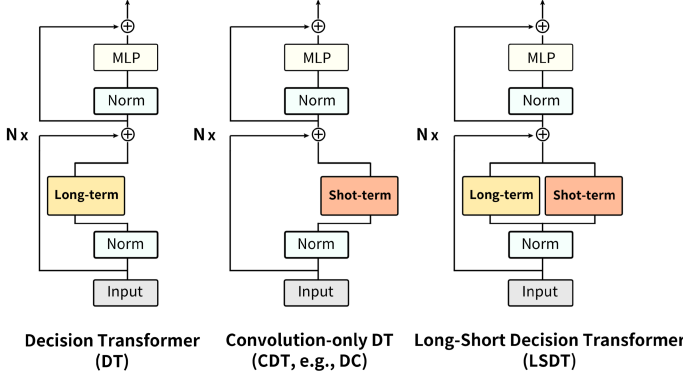 MLP
Norm
N x
Long-term
Norm
Input
Decision Transformer
(DT)
MLP
Norm
N x
Shot-term
Norm
Input
Convolution-only DT
(CDT, e.g., DC)
MLP
Norm
N x
Long-term
Shot-term
Norm
Input
Long-Short Decision Transformer
(LSDT)